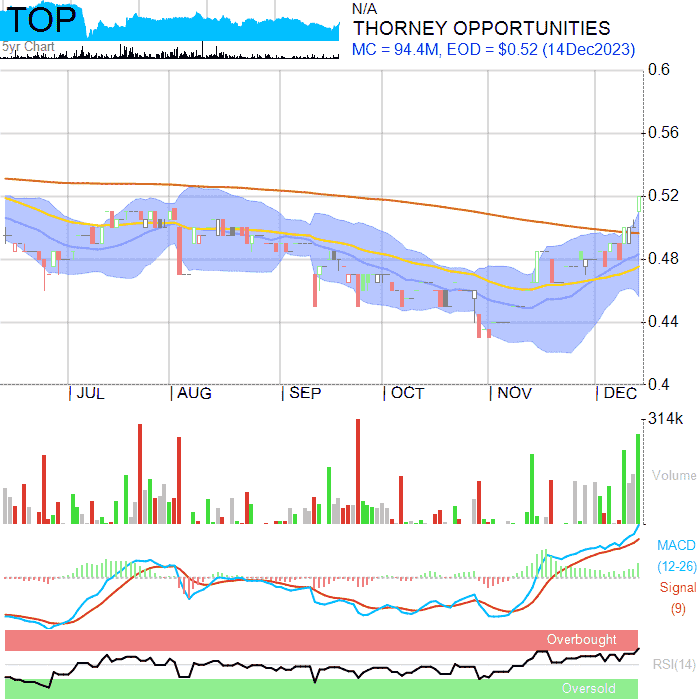 TOP
5yr Chart
N/A
THORNEY OPPORTUNITIES
MC = 94.4M, EOD = $0.52 (14Dec2023)
0.6
0.56
0.52
0.48
0.44
0.4
JUL AUG SEP OCT NOV DEC
314k
Volume
MACD
(12-26)
Signal
(9)
Overbought
RSI(14)
Oversold